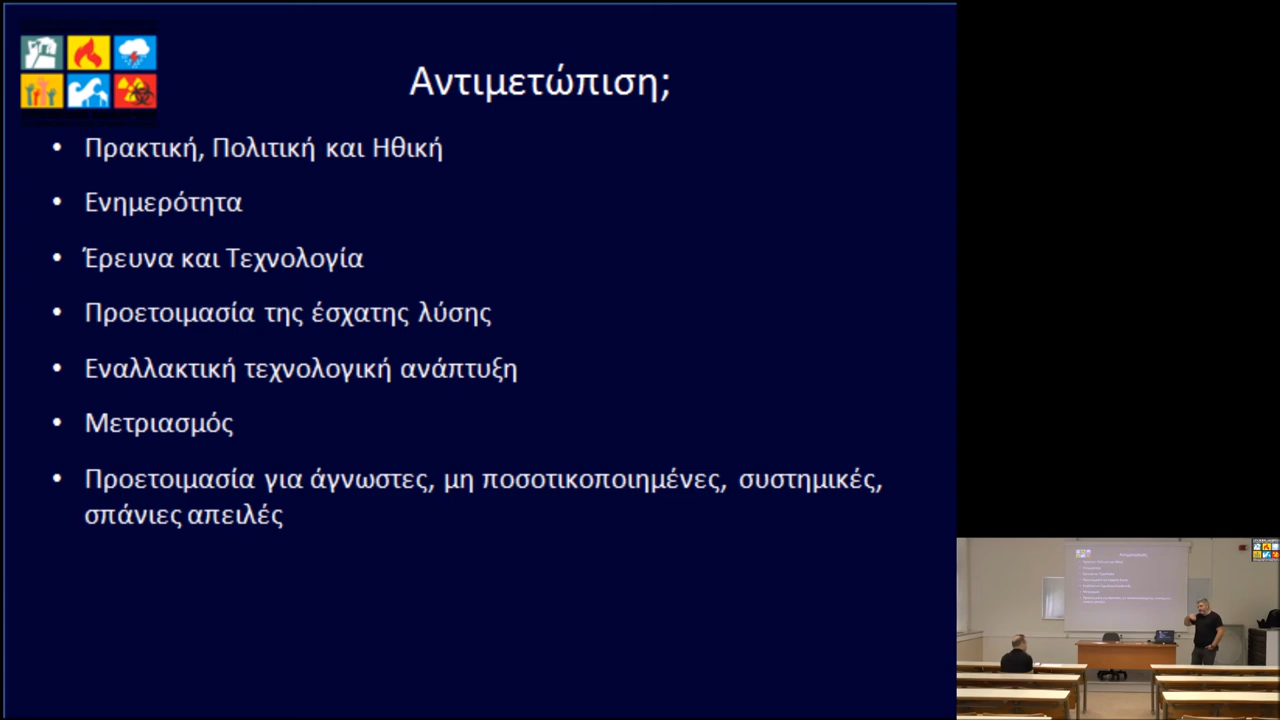 Αντιμετώπιση;
• Πρακτική, Πολιτική και Ηθική
• Ενημερότητα
• Έρευνα και Τεχνολογία
• Προετοιμασία της έσχατης λύσης
• Εναλλακτική τεχνολογική ανάπτυξη
• Μετριασμός
• Προετοιμασία για άγνωστες, μη ποσοτικοποιημένες, συστημικές,
σπάνιες απειλές